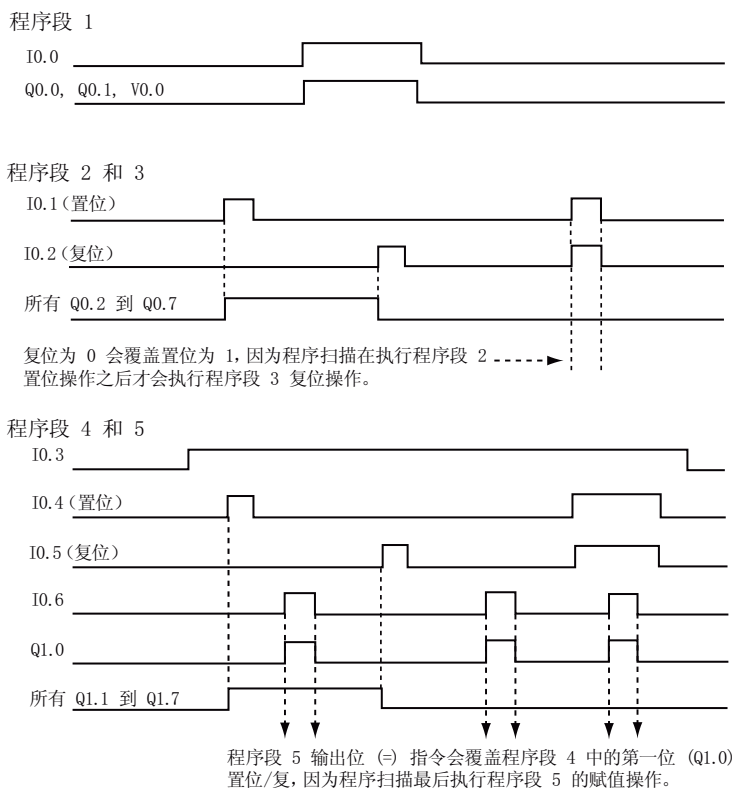 程序段 1
I0.0
Q0.0, Q0.1, V0.0
程序段 2 和 3
I0.1(置位)
I0.2(复位)
所有 Q0.2 到 Q0.7
复位为 0 会覆盖置位为 1,因为程序扫描在执行程序段 2
置位操作之后才会执行程序段 3 复位操作。
程序段 4 和 5
I0.3
I0.4(置位)
I0.5(复位)
I0.6
Q1.0
所有 Q1.1 到 Q1.7
程序段 5 输出位 (=) 指令会覆盖程序段 4 中的第一位 (Q1.0)
置位/复,因为程序扫描最后执行程序段 5 的赋值操作。